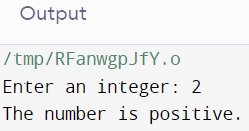 Output
/tmp/RFanwgpJfY.o
Enter an integer: 2
The number is positive.